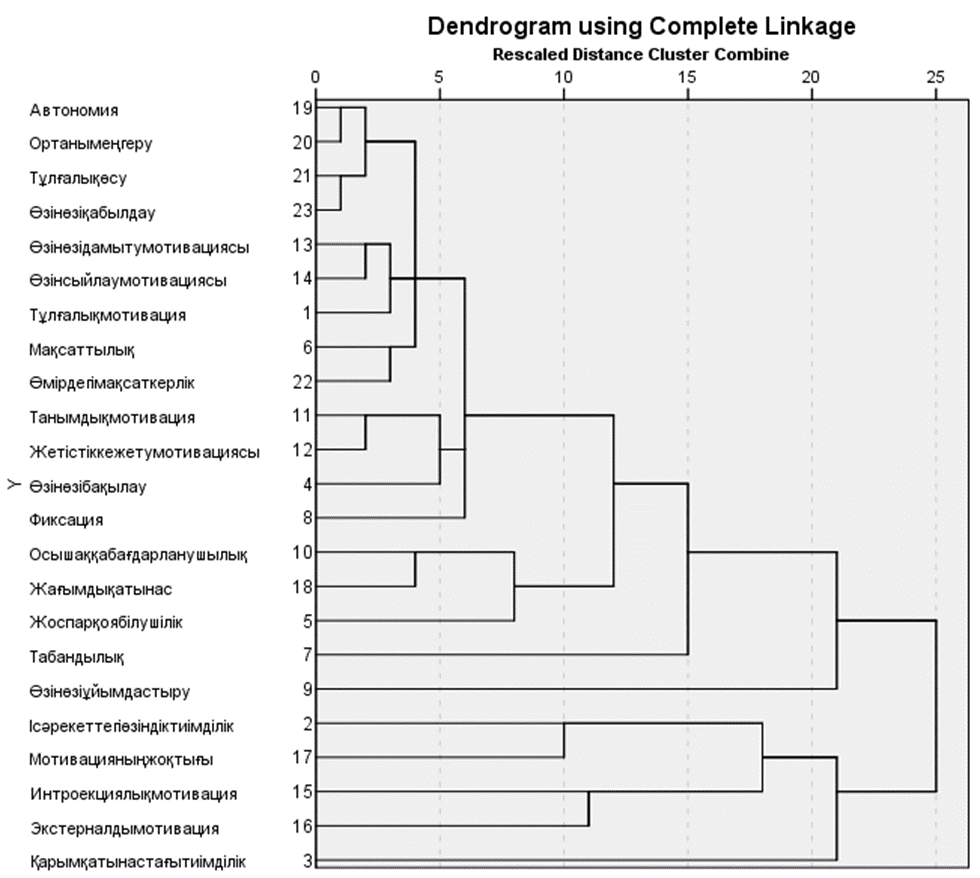 Dendrogram using Complete Linkage
Rescaled Distance Cluster Combine
0 5 10 15 20 25
Автономия 19
Ортанымеңгеру 20
Тұлғалықөсу 21
Өзінөзіқабылдау 23
Өзінөзідамытумотивациясы 13
Өзінсыйлаумотивациясы 14
Тұлғалықмотивация 1
Мақсаттылық 6
Өмірдегімақсаткерлік 22
Танымдықмотивация 11
Жетістіккежетумотивациясы 12
Y
Өзінөзібақылау 4
Фиксация 8
Осышаққабағдарланушылық 10
Жағымдықатынас 18
Жоспарқоябілушілік 5
Табандылық 7
Өзінөзіұйымдастыру 9
Ісәрекеттегіөзіндіктиімділік 2
Мотивацияныңжоқтығы 17
Интроекциялықмотивация 15
Экстерналдымотивация 16
Қарымқатынастағытиімділік 3